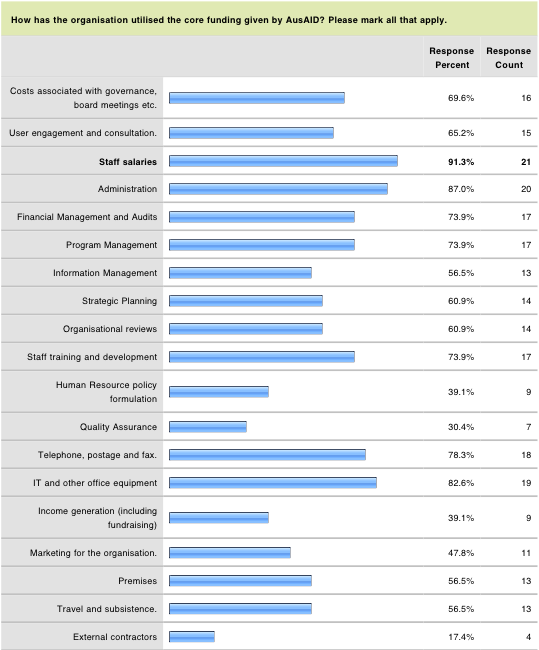 How has the organisation utilised the core funding given by AusAID? Please mark all that apply.
Response Response
Percent Count
Costs associated with governance,
board meetings etc. 69.6% 16
User engagement and consultation. 65.2% 15
Staff salaries 91.3% 21
Administration 87.0% 20
Financial Management and Audits 73.9% 17
Program Management 73.9% 17
Information Management 56.5% 13
Strategic Planning 60.9% 14
Organisational reviews 60.9% 14
Staff training and development 73.9% 17
Human Resource policy
formulation 39.1% 9
Quality Assurance 30.4% 7
Telephone, postage and fax. 78.3% 18
IT and other office equipment 82.6% 19
Income generation (including
fundraising) 39.1% 9
Marketing for the organisation. 47.8% 11
Premises 56.5% 13
Travel and subsistence. 56.5% 13
External contractors 17.4% 4